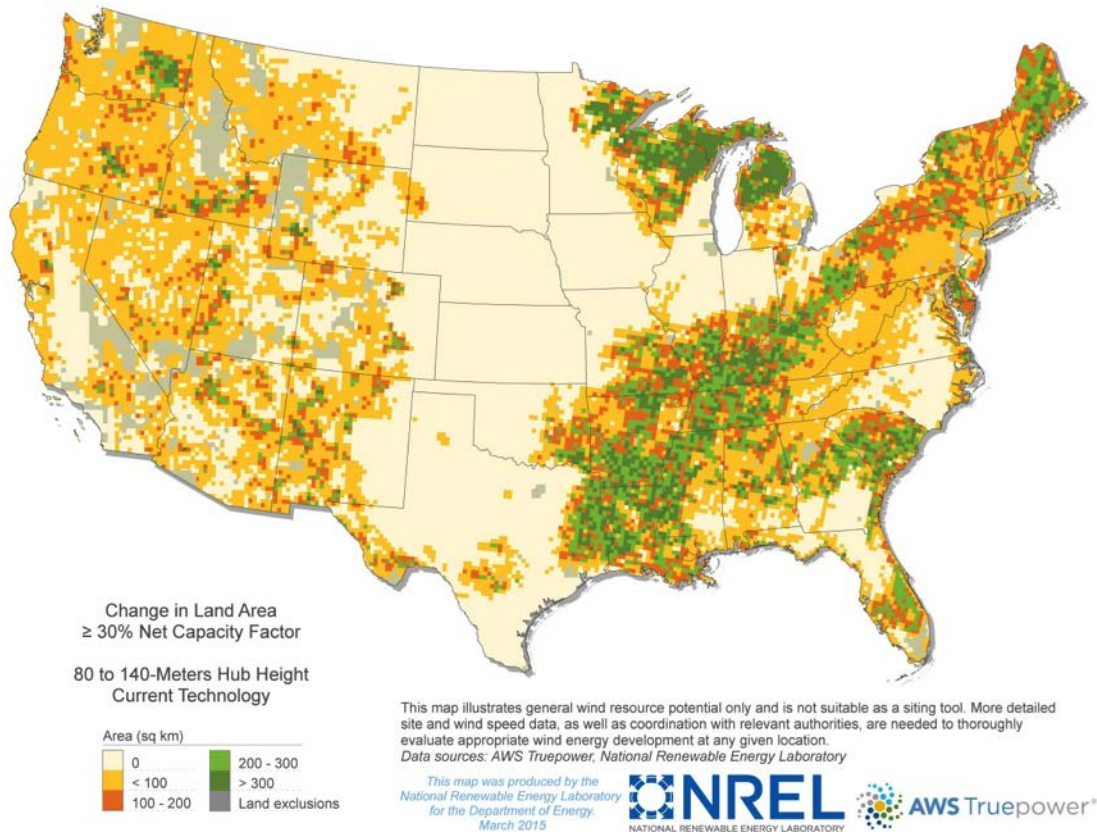 Change in Land Area
≥ 30% Net Capacity Factor
80 to 140-Meters Hub Height
Current Technology
Area (sq km)
0
< 100
100 - 200
200 - 300
> 300
Land exclusions
This map illustrates general wind resource potential only and is not suitable as a siting tool. More detailed
site and wind speed data, as well as coordination with relevant authorities, are needed to thoroughly
evaluate appropriate wind energy development at any given location.
Data sources: AWS Truepower, National Renewable Energy Laboratory
This map was produced by the
National Renewable Energy Laboratory
for the Department of Energy.
March 2015
NREL
NATIONAL RENEWABLE ENERGY LABORATORY
AWS Truepower®